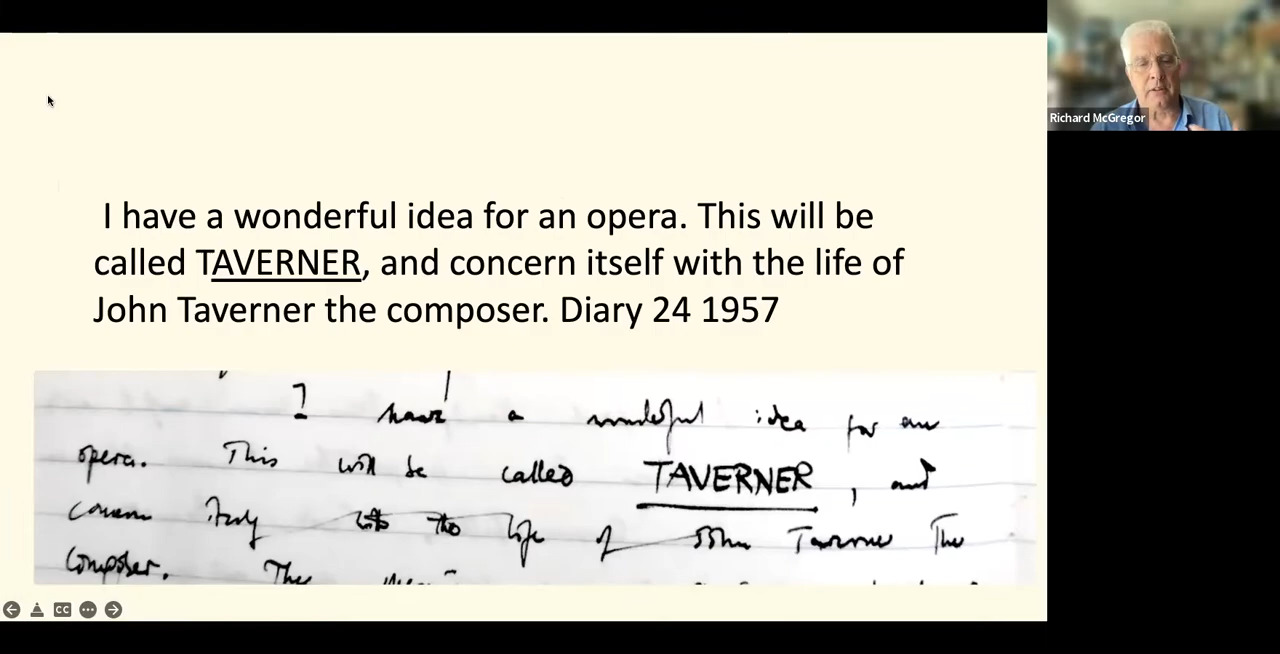 Richard McGregor
I have a wonderful idea for an opera. This will be
called TAVERNER, and concern itself with the life of
John Taverner the composer. Diary 24 1957
I have a wonderful idea for an
opera. This will be called TAVERNER, and
concern itself with the life of John Taverner the
composer. The
CC